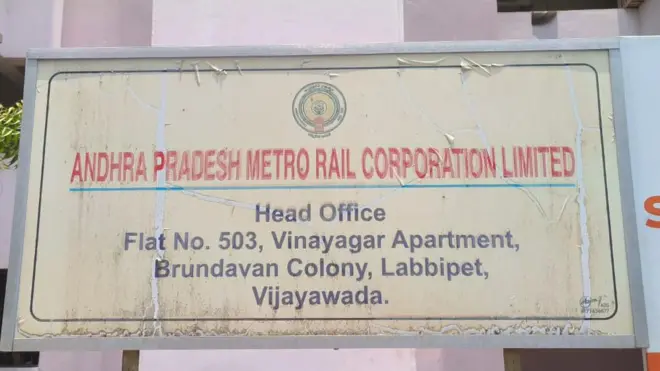 ANDHRA PRADESH METRO RAIL CORPORATION LIMITED
Head Office
Flat No. 503, Vinayagar Apartment,
Brundavan Colony, Labbipet,
Vijayawada.
S